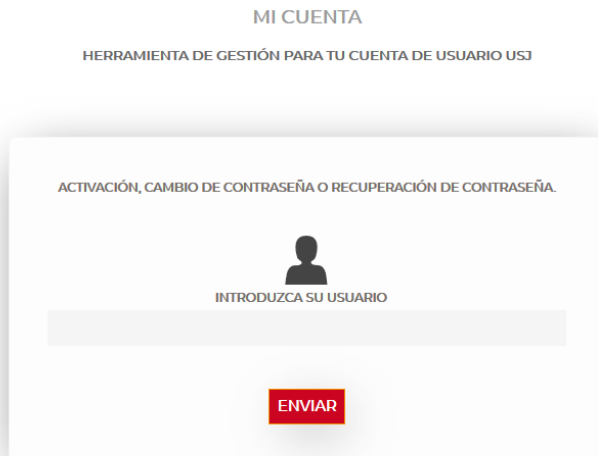 MI CUENTA
HERRAMIENTA DE GESTIÓN PARA TU CUENTA DE USUARIO USJ
ACTIVACIÓN, CAMBIO DE CONTRASEÑA O RECUPERACIÓN DE CONTRASEÑA.
INTRODUZCA SU USUARIO
ENVIAR